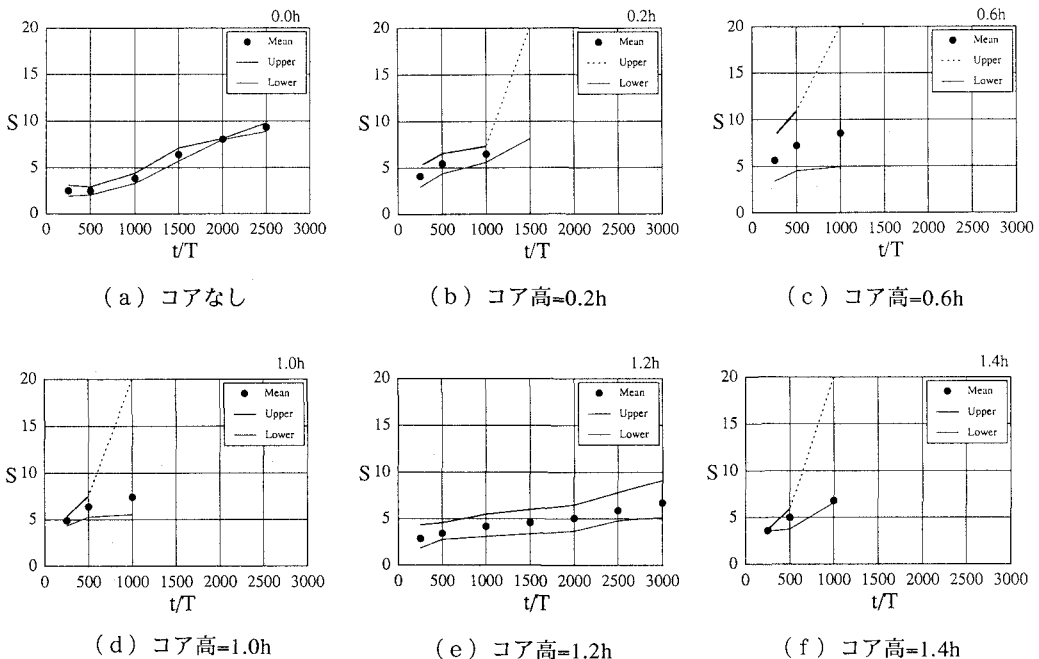 0.0h
20
15
S 10
5
0
Mean
Upper
Lower
0 500 1000 1500 2000 2500 3000
t/T
(a) コアなし
0.2h
20
15
S 10
5
0
Mean
Upper
Lower
0 500 1000 1500 2000 2500 3000
t/T
(b) コア高=0.2h
0.6h
20
15
S 10
5
0
Mean
Upper
Lower
0 500 1000 1500 2000 2500 3000
t/T
(c) コア高=0.6h
1.0h
20
15
S 10
5
0
Mean
Upper
Lower
0 500 1000 1500 2000 2500 3000
t/T
(d) コア高=1.0h
1.2h
20
15
S 10
5
0
Mean
Upper
Lower
0 500 1000 1500 2000 2500 3000
t/T
(e) コア高=1.2h
1.4h
20
15
S 10
5
0
Mean
Upper
Lower
0 500 1000 1500 2000 2500 3000
t/T
(f) コア高=1.4h